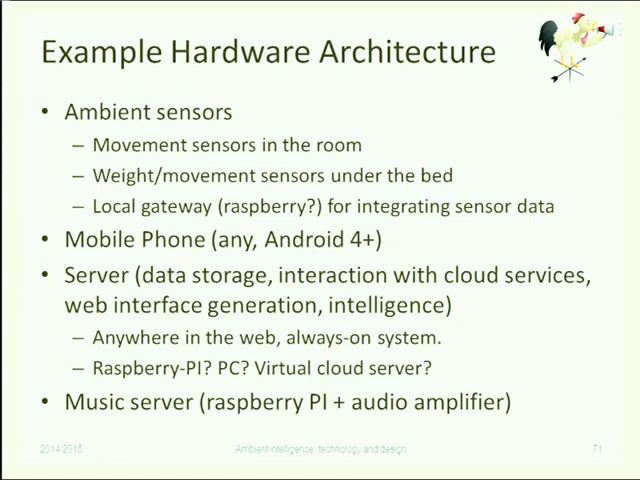 Example Hardware Architecture
• Ambient sensors
– Movement sensors in the room
– Weight/movement sensors under the bed
– Local gateway (raspberry?) for integrating sensor data
• Mobile Phone (any, Android 4+)
• Server (data storage, interaction with cloud services,
web interface generation, intelligence)
– Anywhere in the web, always-on system.
– Raspberry-PI? PC? Virtual cloud server?
• Music server (raspberry PI + audio amplifier)
2014/2015 Ambient intelligence: technology and design 71